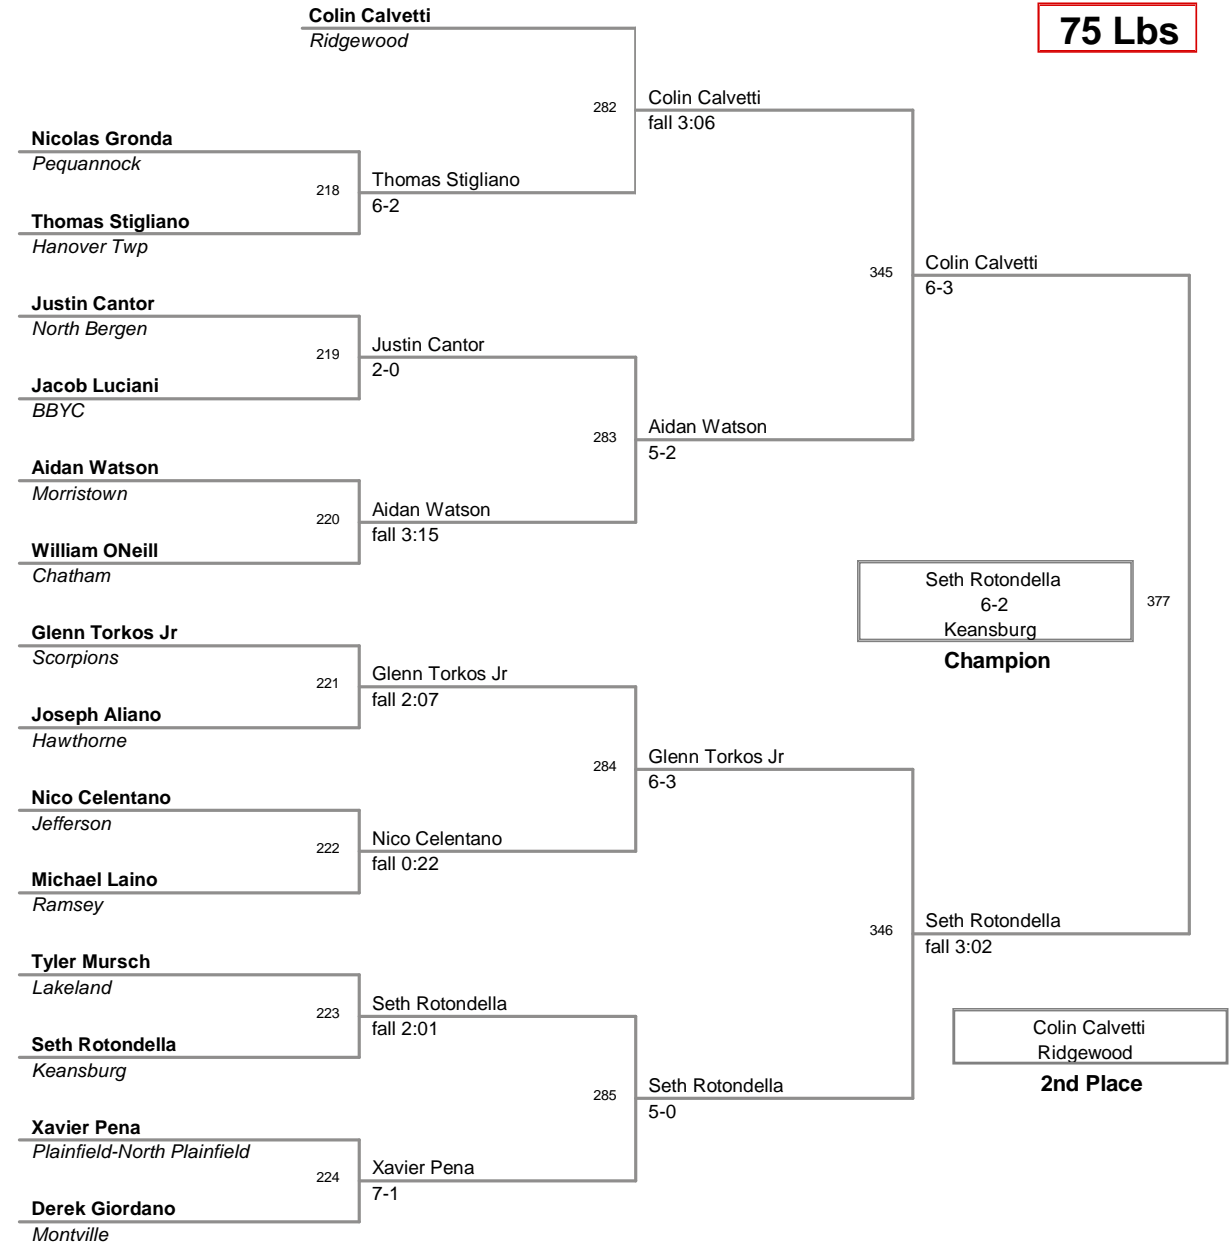 Colin Calvetti
Ridgewood
75 Lbs
282
Colin Calvetti
fall 3:06
Nicolas Gronda
Pequannock
218
Thomas Stigliano
6-2
Thomas Stigliano
Hanover Twp
345
Colin Calvetti
6-3
Justin Cantor
North Bergen
219
Justin Cantor
2-0
Jacob Luciani
BBYC
283
Aidan Watson
5-2
Aidan Watson
Morristown
220
Aidan Watson
fall 3:15
William ONeill
Chatham
Seth Rotondella
6-2
Keansburg
Champion
377
Glenn Torkos Jr
Scorpions
221
Glenn Torkos Jr
fall 2:07
Joseph Aliano
Hawthorne
284
Glenn Torkos Jr
6-3
Nico Celentano
Jefferson
222
Nico Celentano
fall 0:22
Michael Laino
Ramsey
346
Seth Rotondella
fall 3:02
Tyler Mursch
Lakeland
223
Seth Rotondella
fall 2:01
Seth Rotondella
Keansburg
Colin Calvetti
Ridgewood
2nd Place
285
Seth Rotondella
5-0
Xavier Pena
Plainfield-North Plainfield
224
Xavier Pena
7-1
Derek Giordano
Montville